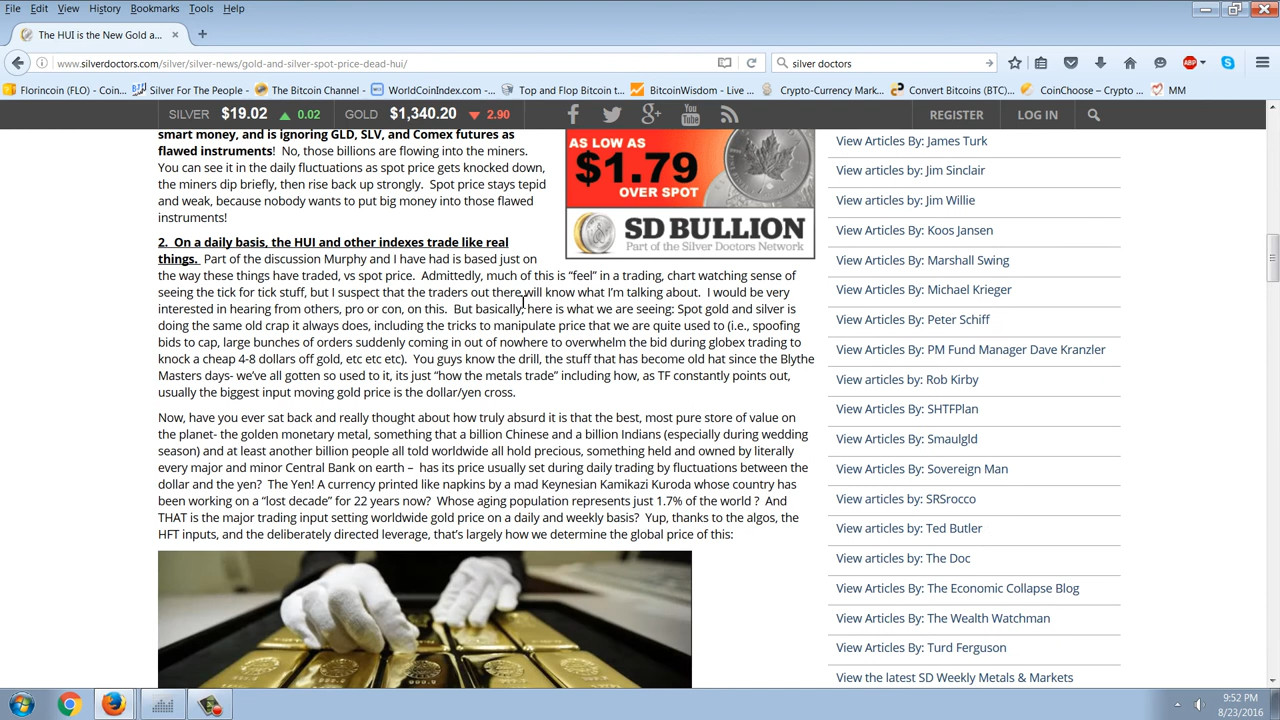 File Edit View History Bookmarks Tools Help
The HUI is the New Gold a...
www.silverdoctors.com/silver/silver-news/gold-and-silver-spot-price-dead-hui/
silver doctors
ABP
Florincoin (FLO) - Coin...
Silver For The People - ...
The Bitcoin Channel - ...
WorldCoinIndex.com - ...
Top and Flop Bitcoin t...
BitcoinWisdom - Live ...
Crypto-Currency Mark...
Convert Bitcoins (BTC)...
CoinChoose – Crypto ...
MM
SILVER $19.02 0.02 GOLD $1,340.20 2.90
You Tube
REGISTER LOG IN
smart money, and is ignoring GLD, SLV, and Comex futures as
flawed instruments! No, those billions are flowing into the miners.
You can see it in the daily fluctuations as spot price gets knocked down,
the miners dip briefly, then rise back up strongly. Spot price stays tepid
and weak, because nobody wants to put big money into those flawed
instruments!
AS LOW AS
$1.79
OVER SPOT
SD BULLION
Part of the Silver Doctors Network
2. On a daily basis, the HUI and other indexes trade like real
things. Part of the discussion Murphy and I have had is based just on
the way these things have traded, vs spot price. Admittedly, much of this is “feel” in a trading, chart watching sense of
seeing the tick for tick stuff, but I suspect that the traders out there will know what I’m talking about. I would be very
interested in hearing from others, pro or con, on this. But basically, here is what we are seeing: Spot gold and silver is
doing the same old crap it always does, including the tricks to manipulate price that we are quite used to (i.e., spoofing
bids to cap, large bunches of orders suddenly coming in out of nowhere to overwhelm the bid during globex trading to
knock a cheap 4-8 dollars off gold, etc etc etc). You guys know the drill, the stuff that has become old hat since the Blythe
Masters days- we’ve all gotten so used to it, its just “how the metals trade” including how, as TF constantly points out,
usually the biggest input moving gold price is the dollar/yen cross.
Now, have you ever sat back and really thought about how truly absurd it is that the best, most pure store of value on
the planet- the golden monetary metal, something that a billion Chinese and a billion Indians (especially during wedding
season) and at least another billion people all told worldwide all hold precious, something held and owned by literally
every major and minor Central Bank on earth – has its price usually set during daily trading by fluctuations between the
dollar and the yen? The Yen! A currency printed like napkins by a mad Keynesian Kamikazi Kuroda whose country has
been working on a “lost decade” for 22 years now? Whose aging population represents just 1.7% of the world ? And
THAT is the major trading input setting worldwide gold price on a daily and weekly basis? Yup, thanks to the algos, the
HFT inputs, and the deliberately directed leverage, that’s largely how we determine the global price of this:
View Articles By: James Turk
View articles by: Jim Sinclair
View articles by: Jim Willie
View Articles By: Koos Jansen
View Articles By: Marshall Swing
View Articles By: Michael Krieger
View Articles By: Peter Schiff
View Articles By: PM Fund Manager Dave Kranzler
View articles by: Rob Kirby
View Articles By: SHTFPlan
View Articles By: Smaulgld
View Articles By: Sovereign Man
View Articles By: SRSrocco
View Articles By: Ted Butler
View articles by: The Doc
View Articles By: The Economic Collapse Blog
View Articles By: The Wealth Watchman
View Articles By: Turd Ferguson
View the latest SD Weekly Metals & Markets
9:52 PM
8/23/2016